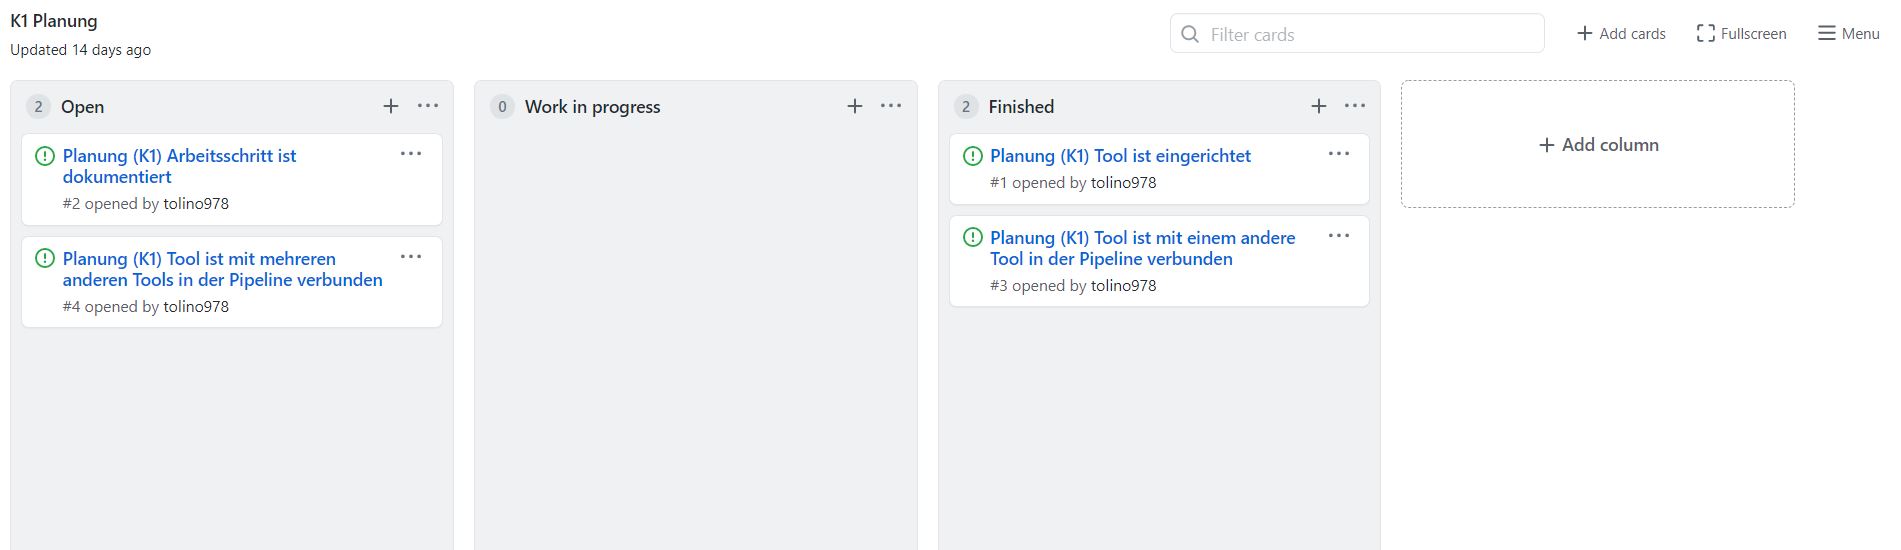 K1 Planung
Updated 14 days ago
Filter cards
Add cards
Fullscreen
Menu
2 Open
Planung (K1) Arbeitsschritt ist
dokumentiert
#2 opened by tolino978
Planung (K1) Tool ist mit mehreren
anderen Tools in der Pipeline verbunden
#4 opened by tolino978
0 Work in progress
2 Finished
Planung (K1) Tool ist eingerichtet
#1 opened by tolino978
Planung (K1) Tool ist mit einem andere
Tool in der Pipeline verbunden
#3 opened by tolino978
Add column